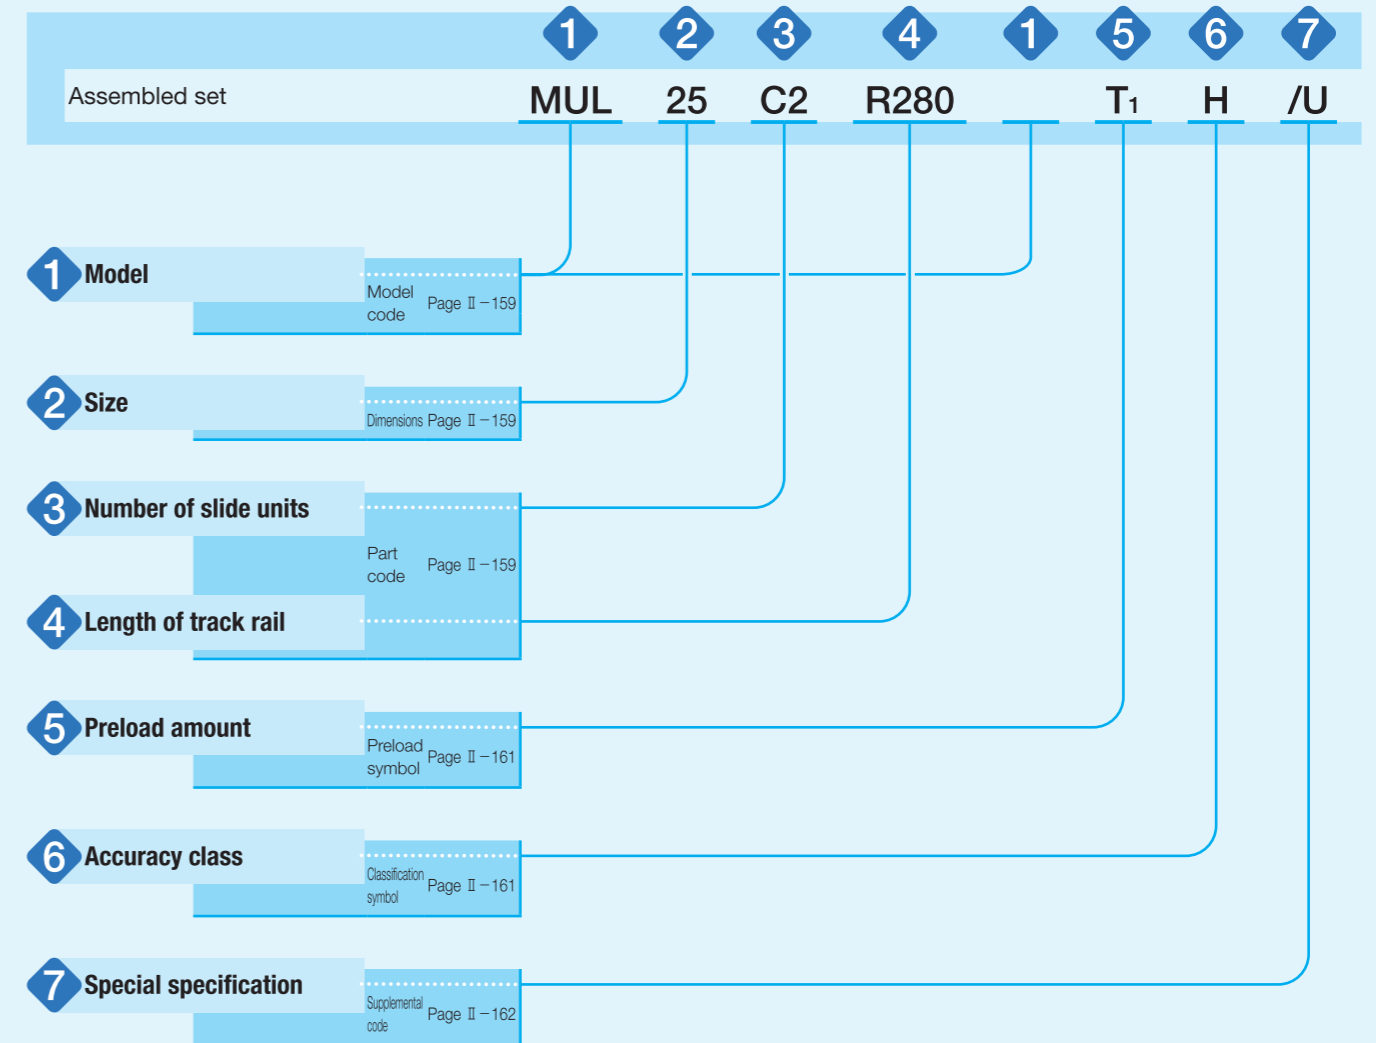 1 2 3 4 1 5 6 7
Assembled set MUL 25 C2 R280 T1 H /U
1 Model
Model code Page Ⅱ-159
2 Size
Dimensions Page Ⅱ-159
3 Number of slide units
Part code Page Ⅱ-159
4 Length of track rail
5 Preload amount
Preload symbol Page Ⅱ-161
6 Accuracy class
Classification symbol Page Ⅱ-161
7 Special specification
Supplemental code Page Ⅱ-162